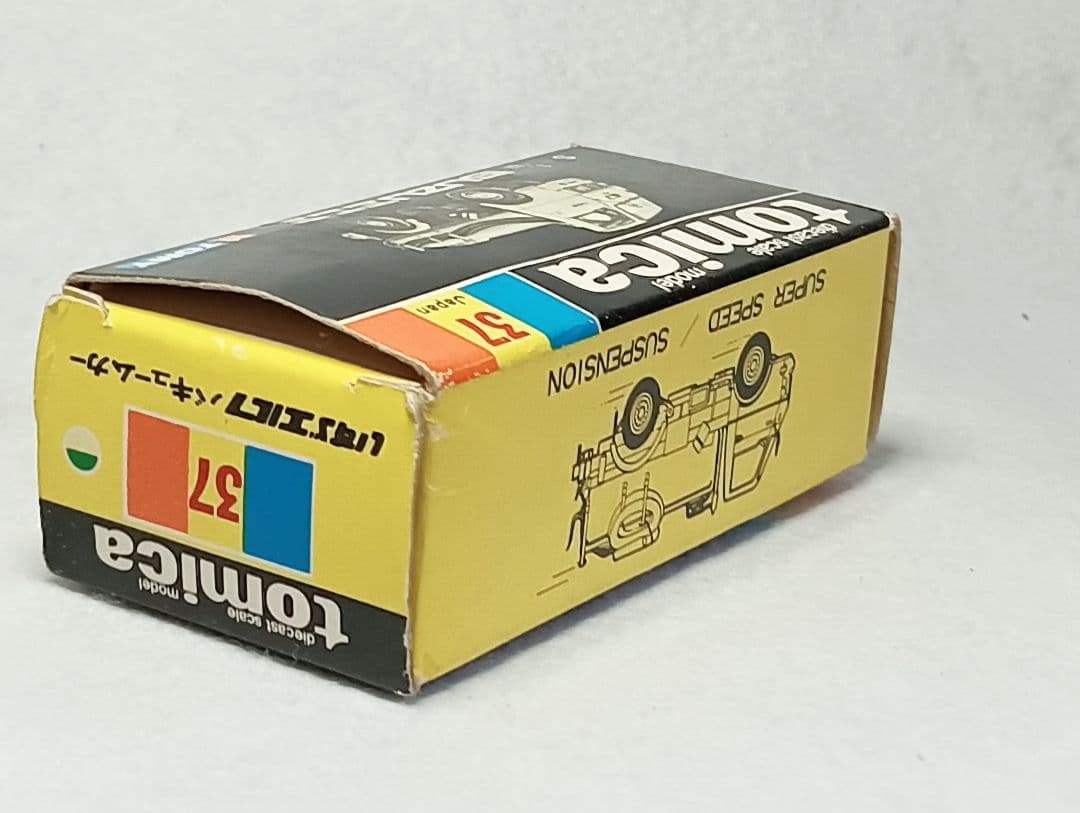 tomica
diecast scale model
37
Japan
TOMY
SUPER SPEED / SUSPENSION
いすゞエルフ バキュームカー
37
tomica
diecast scale model